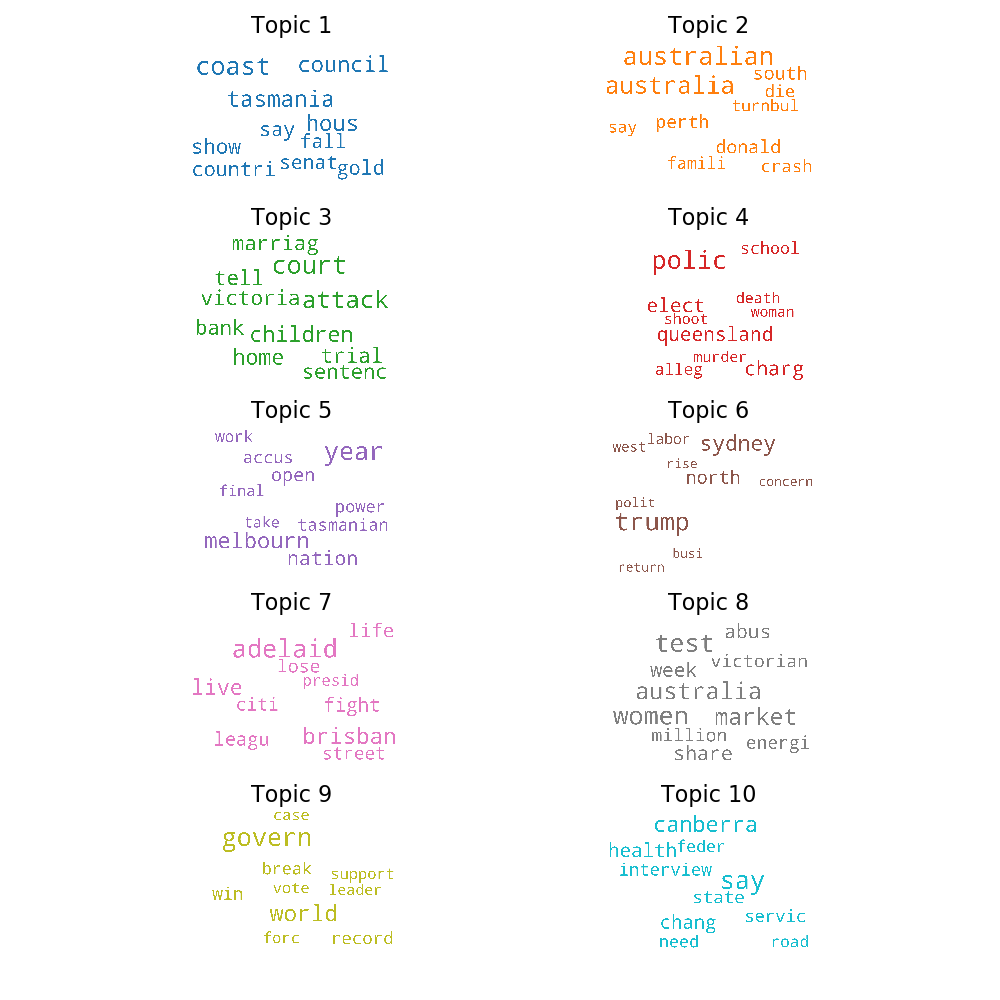 Topic 1
coast council
tasmania
say hous
show fall
countri senat gold
Topic 2
australian
australia south
die
turnbul
say perth
donald
famili crash
Topic 3
marriag
court
tell
victoria attack
bank children
home trial
sentenc
Topic 4
polic school
elect death
shoot woman
queensland
murder
alleg charg
Topic 5
work
accus year
open
final
power
take tasmanian
melbourn
nation
Topic 6
west labor sydney
rise
north concern
polit
trump
busi
return
Topic 7
life
adelaid
lose
live presid
citi fight
leagu brisban
street
Topic 8
test abus
week victorian
australia
women market
million energi
share
Topic 9
case
govern
break support
win vote leader
world
forc record
Topic 10
canberra
health feder
interview say
state
chang servic
need road